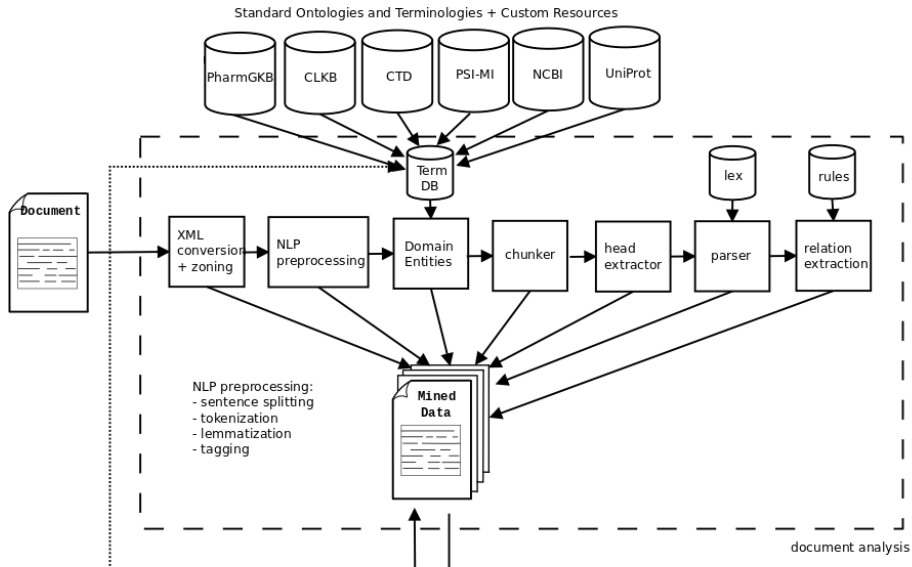 Standard Ontologies and Terminologies + Custom Resources
PharmGKB
CLKB
CTD
PSI-MI
NCBI
UniProt
Term
DB
lex
rules
Document
XML
conversion
+ zoning
NLP
preprocessing
Domain
Entities
chunker
head
extractor
parser
relation
extraction
NLP preprocessing:
- sentence splitting
- tokenization
- lemmatization
- tagging
Mined
Data
document analysis